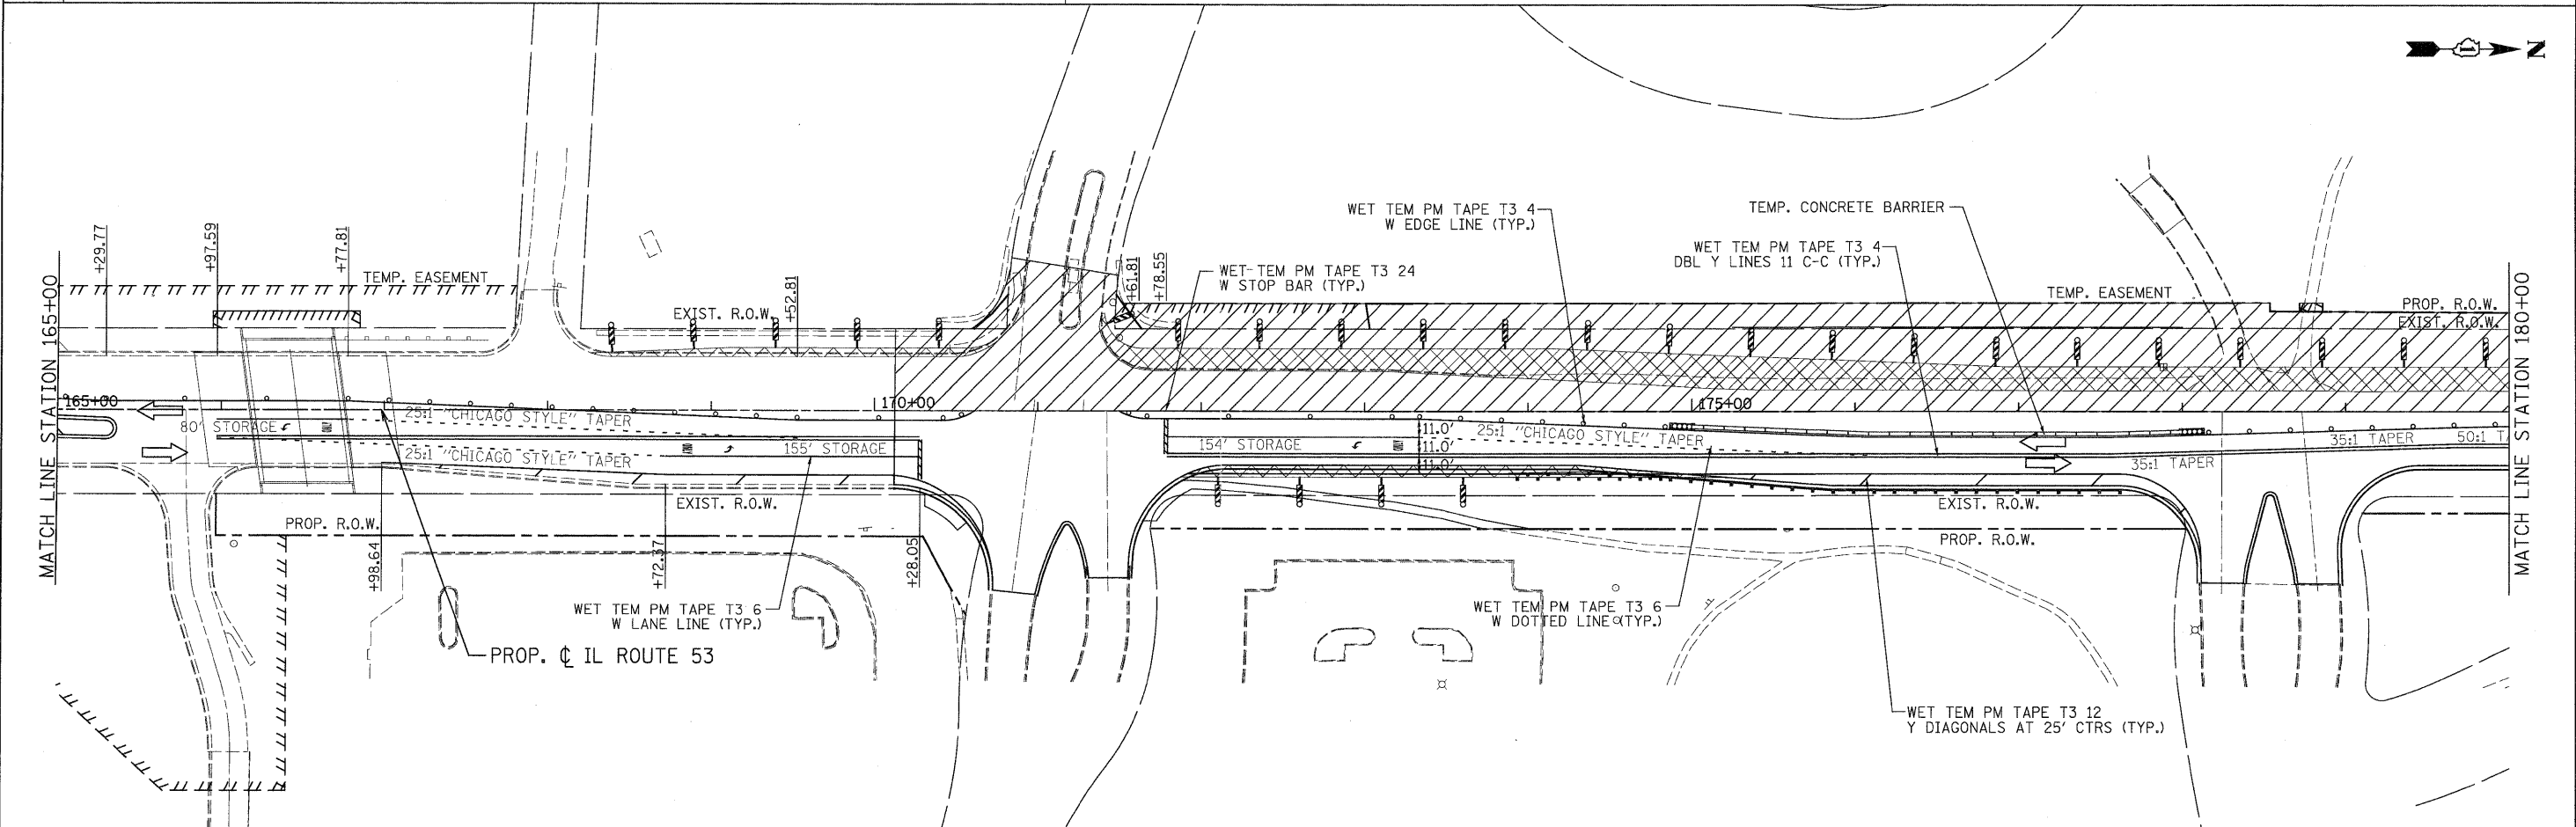 N
MATCH LINE STATION 165+00
+29.77
+97.59
+77.81
TEMP. EASEMENT
EXIST. R.O.W.
+52.81
+61.81
+78.55
WET TEM PM TAPE T3 24
W STOP BAR (TYP.)
WET TEM PM TAPE T3 4
W EDGE LINE (TYP.)
TEMP. CONCRETE BARRIER
WET TEM PM TAPE T3 4
DBL Y LINES 11 C-C (TYP.)
TEMP. EASEMENT
PROP. R.O.W.
EXIST. R.O.W.
MATCH LINE STATION 180+00
165+00
170+00
175+00
25:1 "CHICAGO STYLE" TAPER
80' STORAGE
25:1 "CHICAGO STYLE" TAPER
155' STORAGE
154' STORAGE
11.0'
11.0'
11.0'
25:1 "CHICAGO STYLE" TAPER
35:1 TAPER
50:1 TA
35:1 TAPER
EXIST. R.O.W.
PROP. R.O.W.
EXIST. R.O.W.
PROP. R.O.W.
+98.64
+72.37
+28.05
WET TEM PM TAPE T3 6
W LANE LINE (TYP.)
WET TEM PM TAPE T3 6
W DOTTED LINE (TYP.)
PROP. ℄ IL ROUTE 53
WET TEM PM TAPE T3 12
Y DIAGONALS AT 25' CTRS (TYP.)